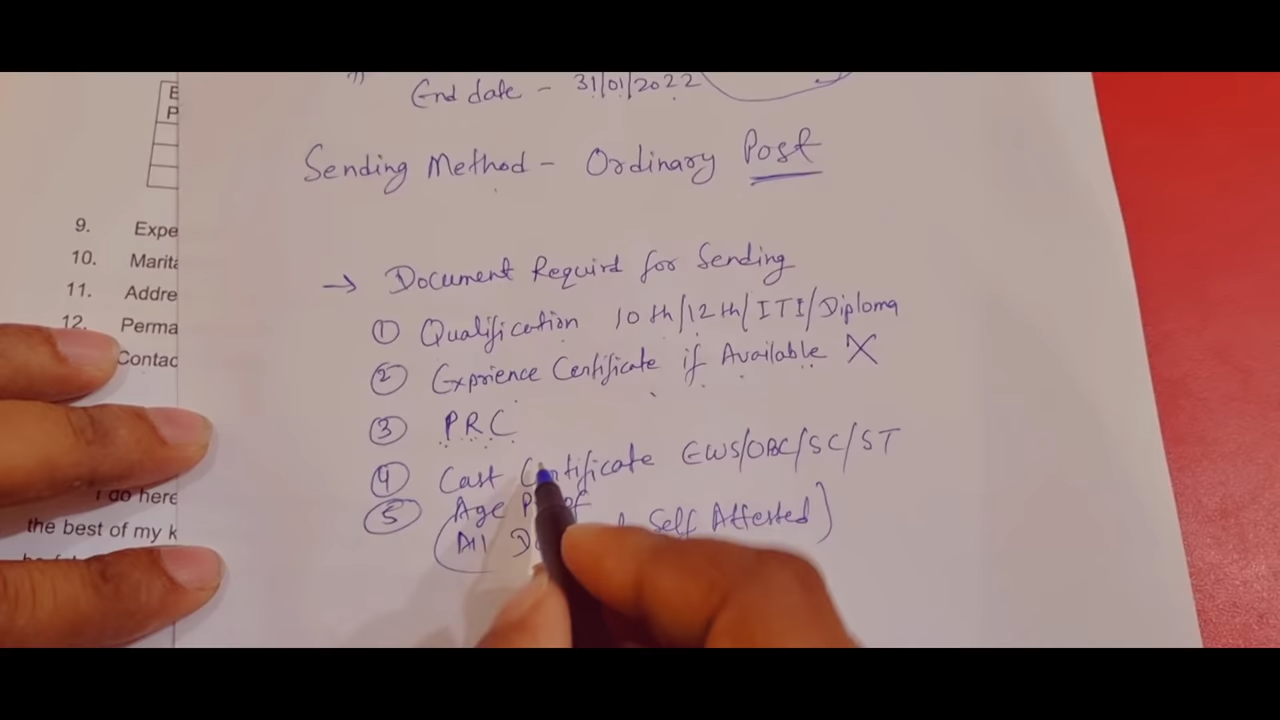 E
P
End date - 31/01/2022
Sending Method - Ordinary Post
→ Document Requird for Sending
① Qualification 10th/12th/ITI/Diploma
② Exprience Certificate if Available X
③ PRC
④ Cast Certificate EWS/OBC/SC/ST
⑤ Age
(All Self Attested)
9. Expe
10. Marita
11. Addre
12. Perma
Contac
I do here
the best of my k